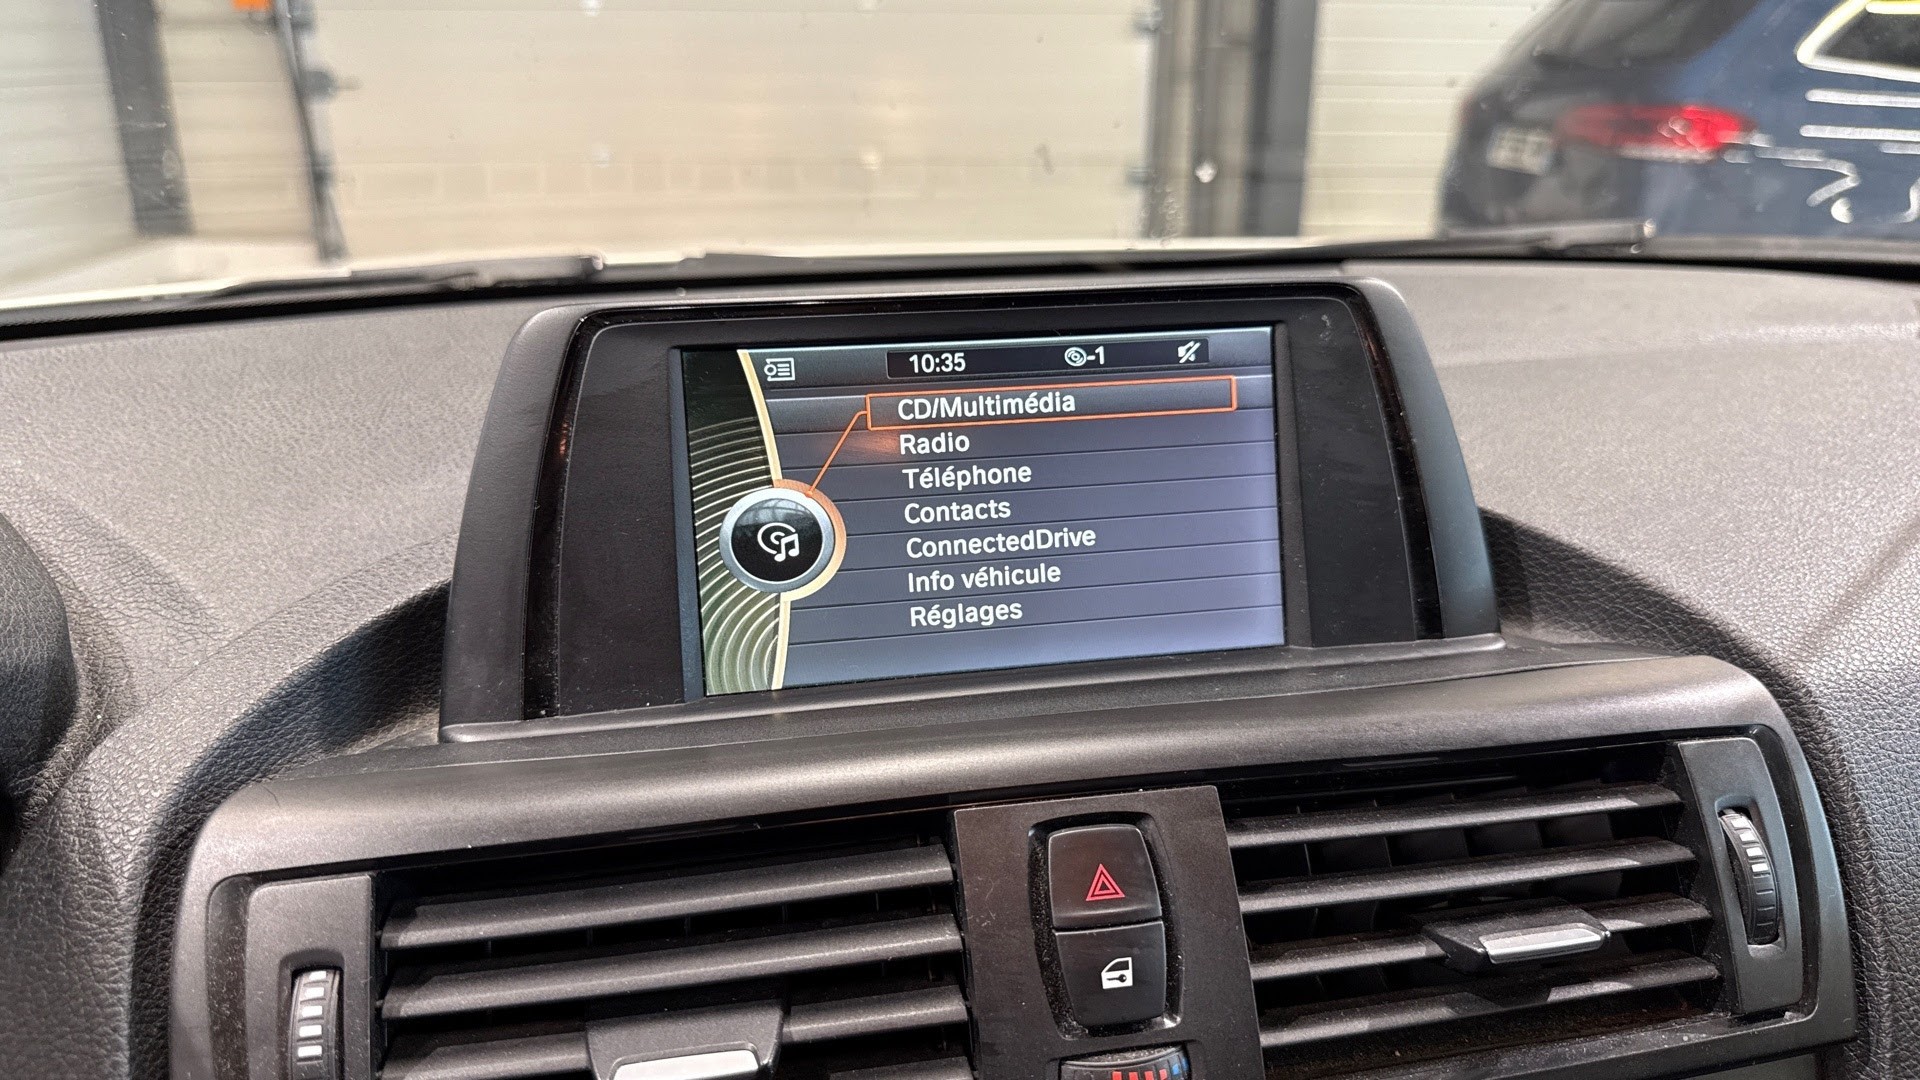 10:35 -1
CD/Multimédia
Radio
Téléphone
Contacts
ConnectedDrive
Info véhicule
Réglages